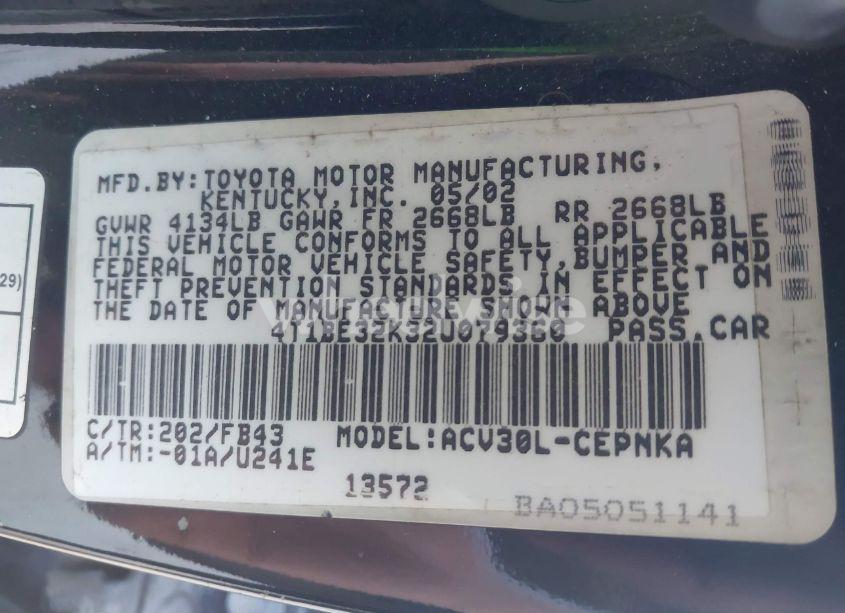 MFD.BY:TOYOTA MOTOR MANUFACTURING,
KENTUCKY,INC. 05/02
GVWR 4134LB GAWR FR 2668LB RR 2668LB
THIS VEHICLE CONFORMS TO ALL APPLICABLE
FEDERAL MOTOR VEHICLE SAFETY,BUMPER AND
THEFT PREVENTION STANDARDS IN EFFECT ON
THE DATE OF MANUFACTURE SHOWN ABOVE
PASS.CAR
C/TR:202/FB43 MODEL:ACV30L-CEPNKA
A/TM:-01A/U241E
13572
BA05051141
29)